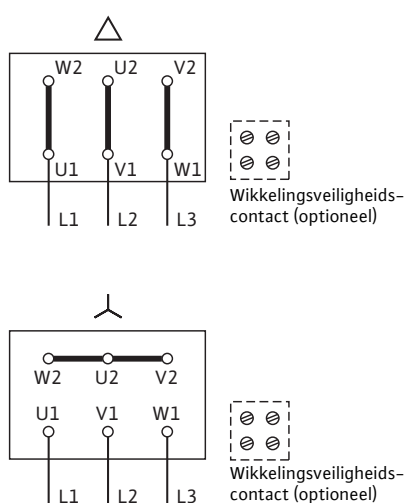 W2 U2 V2
U1 V1 W1
L1 L2 L3
Wikkelingsveiligheids-
contact (optioneel)
W2 U2 V2
U1 V1 W1
L1 L2 L3
Wikkelingsveiligheids-
contact (optioneel)